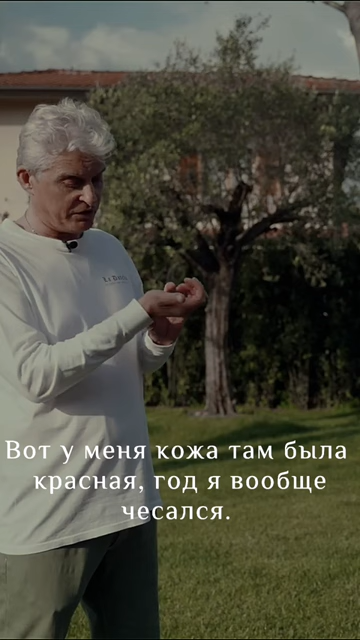 Вот у меня кожа там была
красная, год я вообще
чесался.